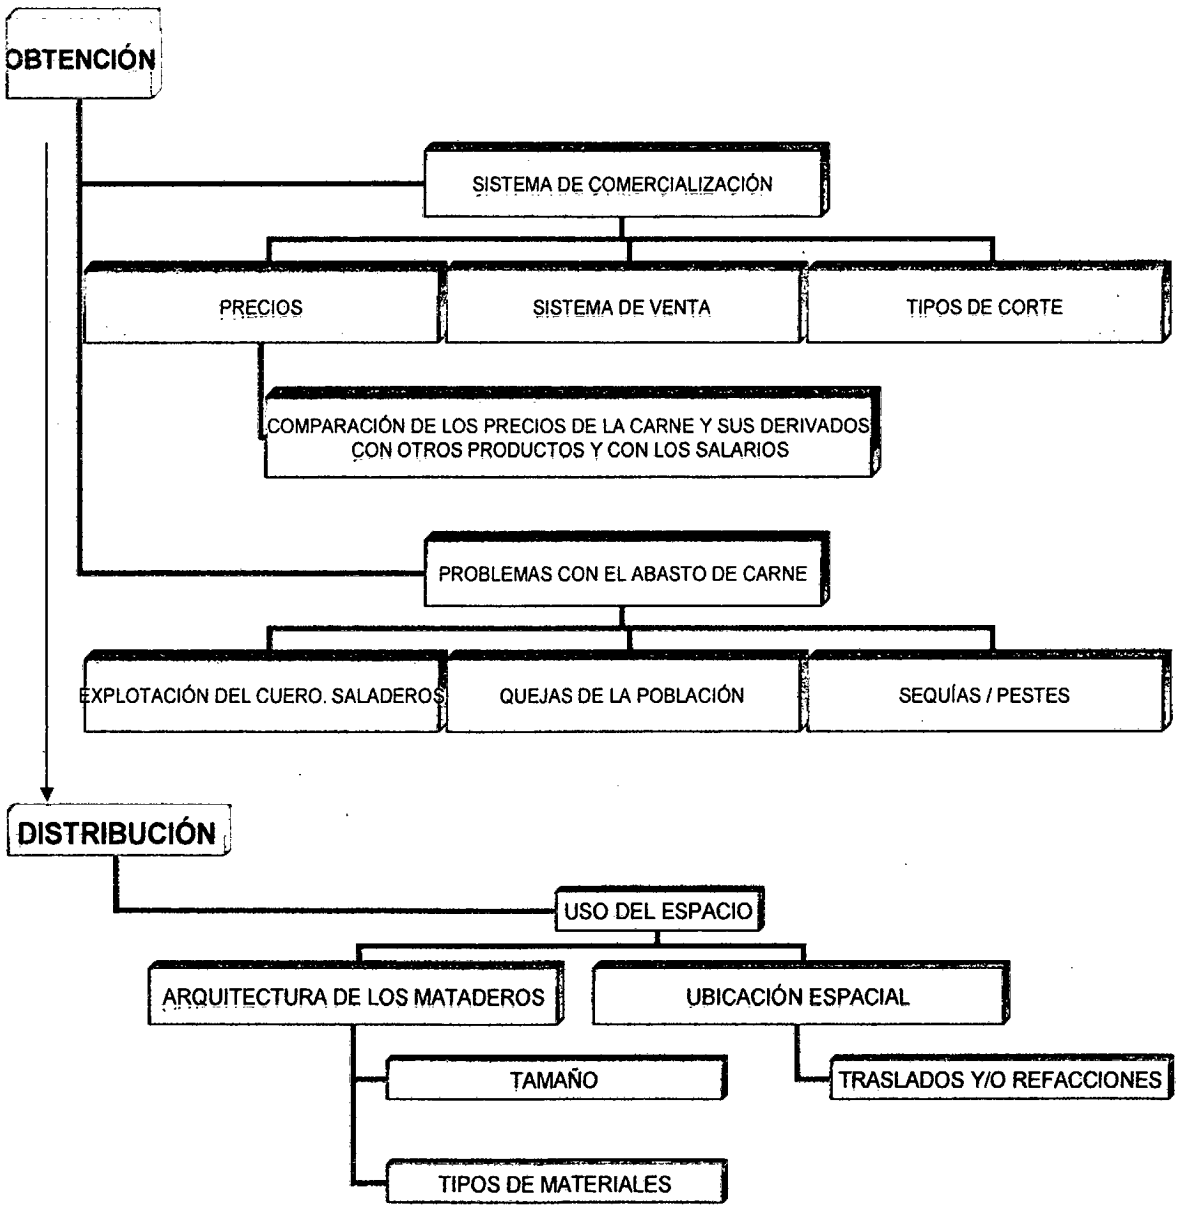 OBTENCIÓN
SISTEMA DE COMERCIALIZACIÓN
PRECIOS
SISTEMA DE VENTA
TIPOS DE CORTE
COMPARACIÓN DE LOS PRECIOS DE LA CARNE Y SUS DERIVADOS
CON OTROS PRODUCTOS Y CON LOS SALARIOS
PROBLEMAS CON EL ABASTO DE CARNE
EXPLOTACIÓN DEL CUERO. SALADEROS
QUEJAS DE LA POBLACIÓN
SEQUÍAS / PESTES
DISTRIBUCIÓN
USO DEL ESPACIO
ARQUITECTURA DE LOS MATADEROS
UBICACIÓN ESPACIAL
TAMAÑO
TRASLADOS Y/O REFACCIONES
TIPOS DE MATERIALES